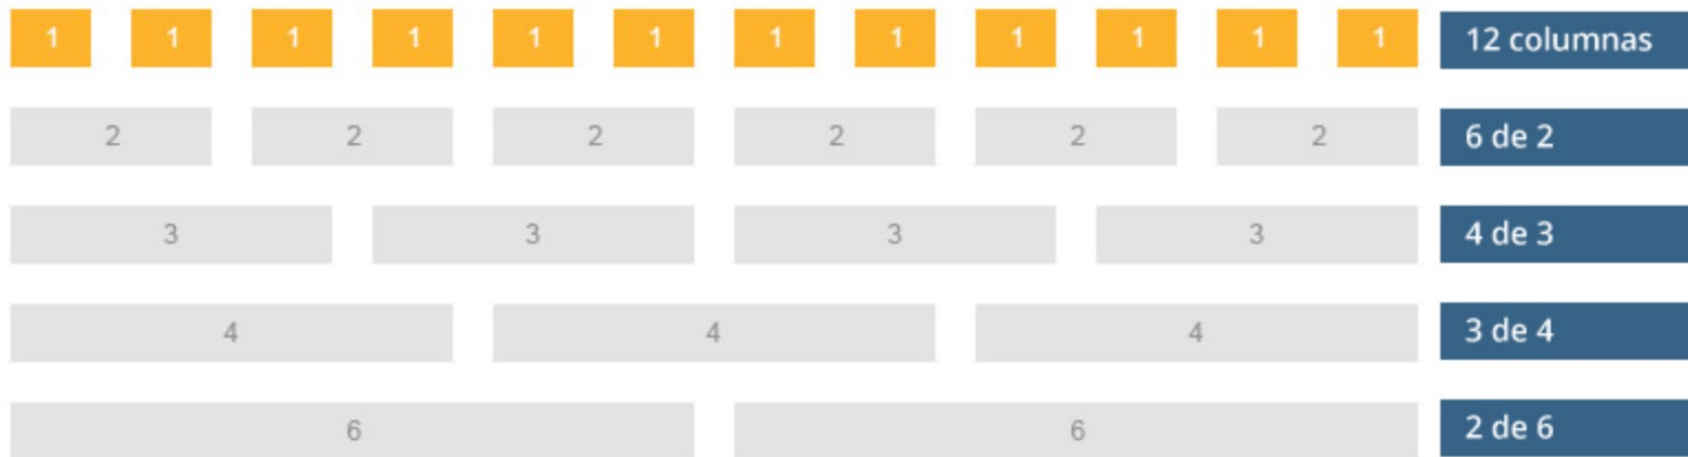 1 1 1 1 1 1 1 1 1 1 1 1 12 columnas
2 2 2 2 2 2 6 de 2
3 3 3 3 4 de 3
4 4 4 3 de 4
6 6 2 de 6